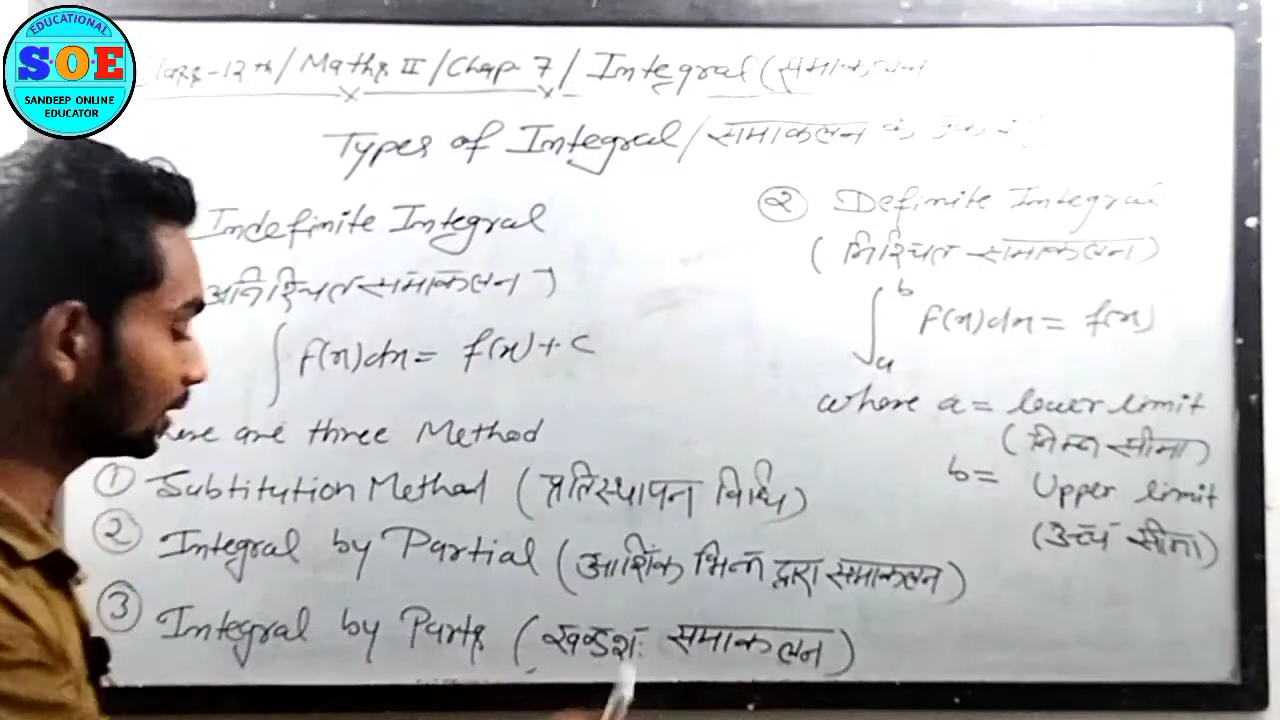 EDUCATIONAL
SOE
SANDEEP ONLINE
EDUCATOR
Class-12th/Maths II/Chap-7/Integral (समाकलन
Types of Integral/समाकलन के
Indefinite Integral
अनिश्चित समाकलन)
∫ f(x)dx = f(x)+c
There are three Method
① Subtitution Method (प्रतिस्थापन विधि)
② Integral by Partial (आंशिक भिन्न द्वारा समाकलन)
③ Integral by Parts (खण्डशः समाकलन)
② Definite Integral
(निश्चित समाकलन)
∫ₐᵇ f(x)dx = f(x)
where a = lower limit
(निम्न सीमा)
b = Upper limit
(उच्च सीमा)